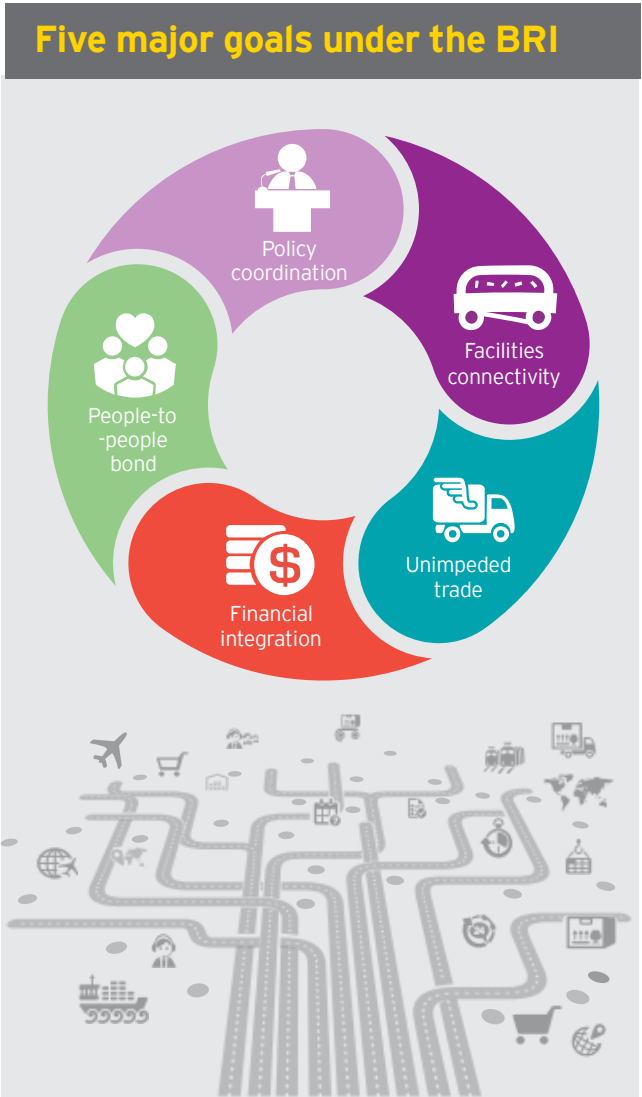 Five major goals under the BRI
Policy
coordination
Facilities
connectivity
Unimpeded
trade
Financial
integration
$
People-to
-people
bond